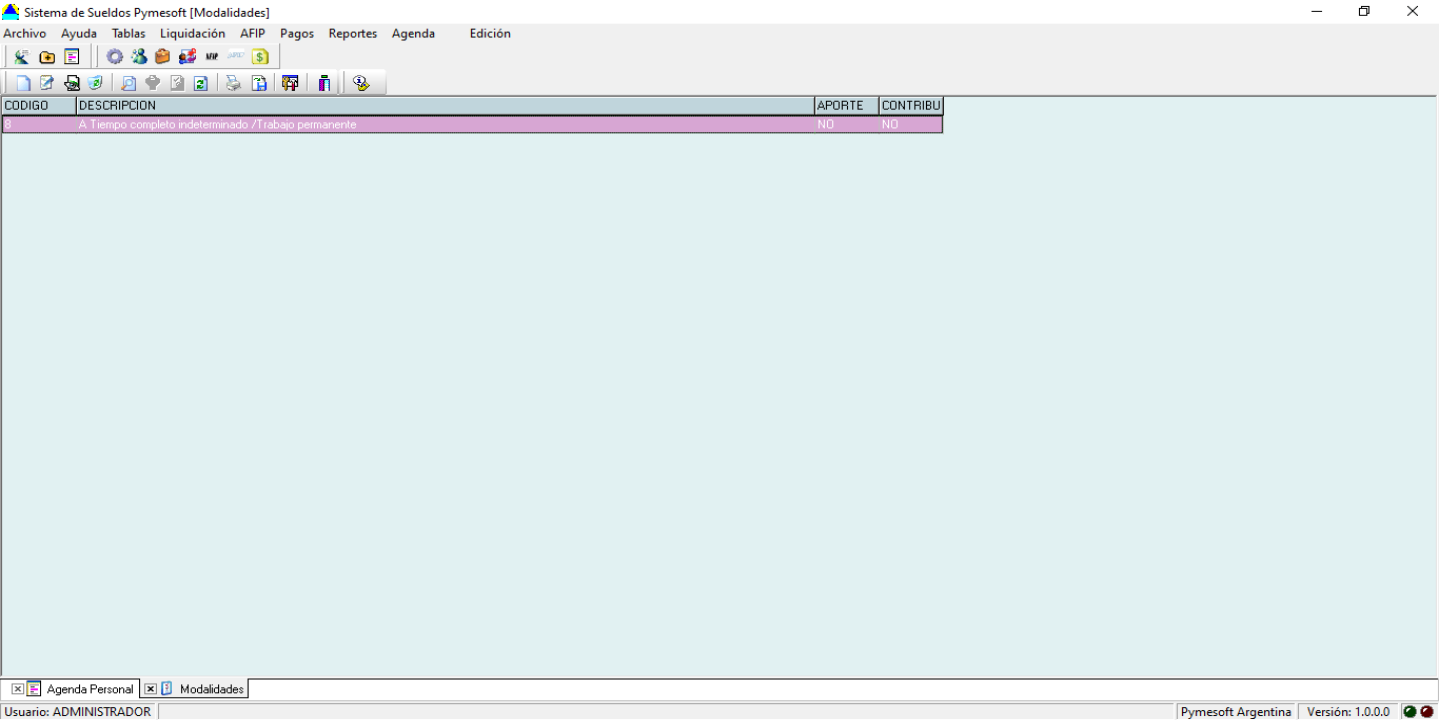 Sistema de Sueldos Pymesoft [Modalidades]
Archivo Ayuda Tablas Liquidación AFIP Pagos Reportes Agenda Edición
AFIP
CODIGO DESCRIPCION APORTE CONTRIBU
8 A Tiempo completo indeterminado /Trabajo permanente NO NO
Agenda Personal Modalidades
Usuario: ADMINISTRADOR Pymesoft Argentina Versión: 1.0.0.0